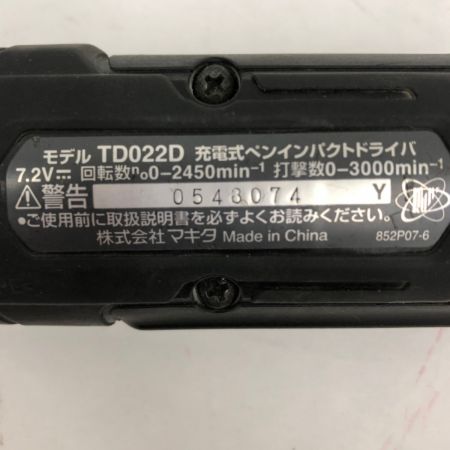 モデル TD022D 充電式ペンインパクトドライバ
7.2V⎓ 回転数n₀0-2450min⁻¹ 打撃数0-3000min⁻¹
⚠警告 0548074 Y
●ご使用前に取扱説明書を必ずよくお読みください。
株式会社マキタ Made in China 852P07-6